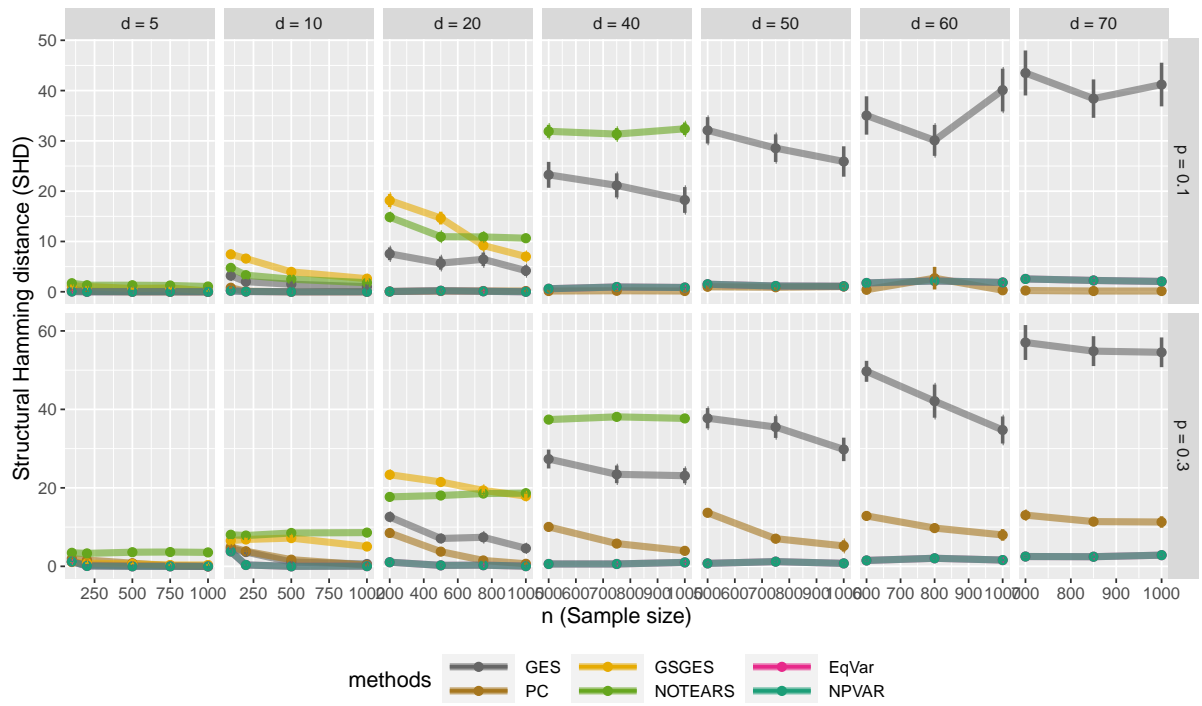 d = 5 d = 10 d = 20 d = 40 d = 50 d = 60 d = 70
50
40
30
20
10
0
p = 0.1
60
40
20
0
p = 0.3
Structural Hamming distance (SHD)
250 500 750 1000
250 500 750 1000
200 400 600 800 1000
500 600 700 800 900 1000
500 600 700 800 900 1000
600 700 800 900 1000
700 800 900 1000
n (Sample size)
methods
GES GSGES EqVar
PC NOTEARS NPVAR